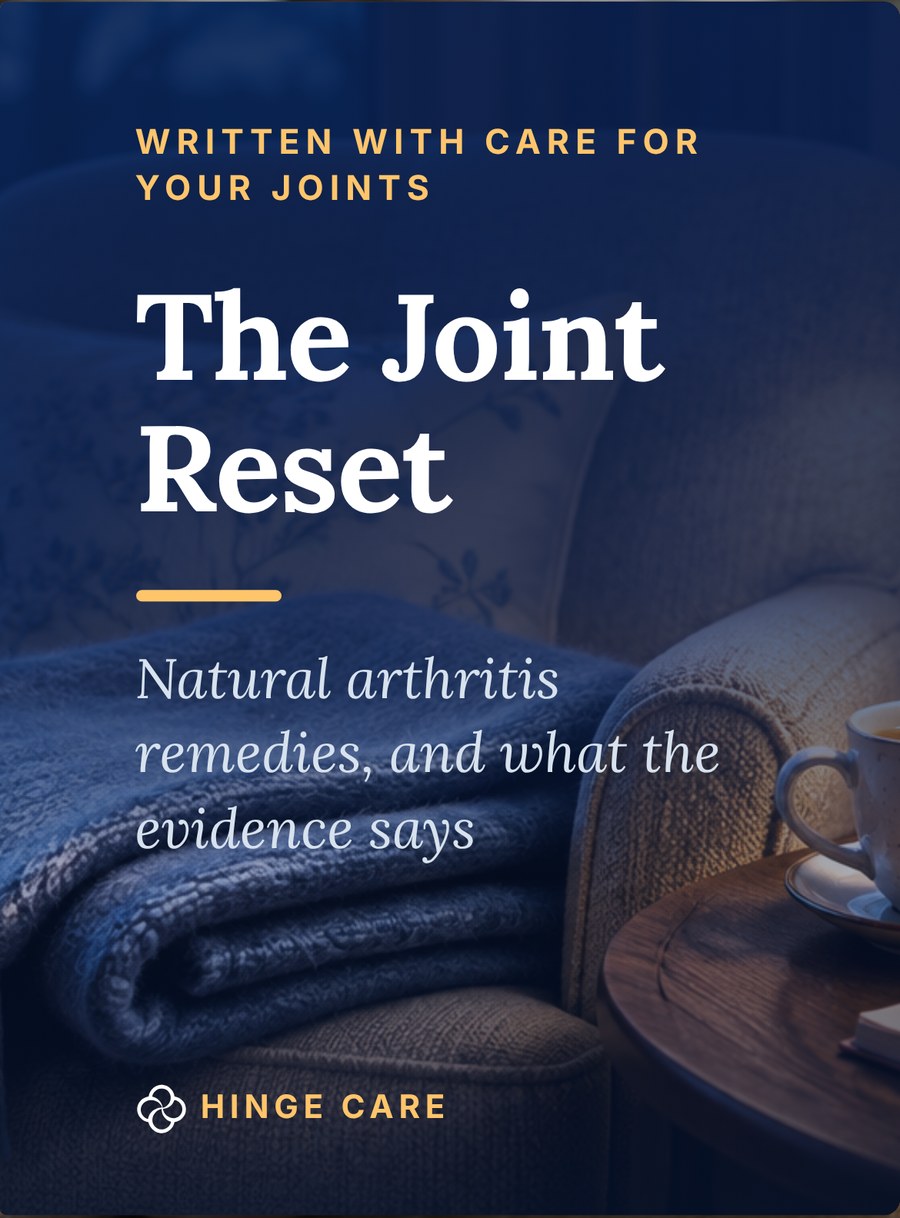 WRITTEN WITH CARE FOR
YOUR JOINTS
The Joint
Reset
Natural arthritis
remedies, and what the
evidence says
HINGE CARE